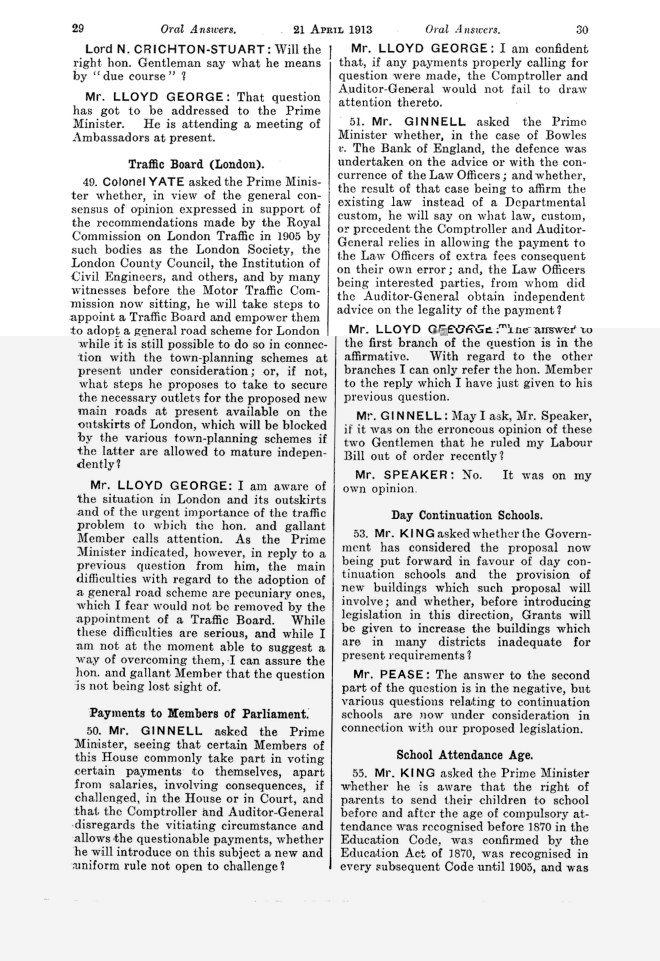 29 Oral Answers. 21 APRIL 1913 Oral Answers. 30
Lord N. CRICHTON-STUART: Will the
right hon. Gentleman say what he means
by "due course"?
Mr. LLOYD GEORGE: That question
has got to be addressed to the Prime
Minister. He is attending a meeting of
Ambassadors at present.
Traffic Board (London).
49. Colonel YATE asked the Prime Minis-
ter whether, in view of the general con-
sensus of opinion expressed in support of
the recommendations made by the Royal
Commission on London Traffic in 1905 by
such bodies as the London Society, the
London County Council, the Institution of
Civil Engineers, and others, and by many
witnesses before the Motor Traffic Com-
mission now sitting, he will take steps to
appoint a Traffic Board and empower them
to adopt a general road scheme for London
while it is still possible to do so in connec-
tion with the town-planning schemes at
present under consideration; or, if not,
what steps he proposes to take to secure
the necessary outlets for the proposed new
main roads at present available on the
outskirts of London, which will be blocked
by the various town-planning schemes if
the latter are allowed to mature indepen-
dently?
Mr. LLOYD GEORGE: I am aware of
the situation in London and its outskirts
and of the urgent importance of the traffic
problem to which the hon. and gallant
Member calls attention. As the Prime
Minister indicated, however, in reply to a
previous question from him, the main
difficulties with regard to the adoption of
a general road scheme are pecuniary ones,
which I fear would not be removed by the
appointment of a Traffic Board. While
these difficulties are serious, and while I
am not at the moment able to suggest a
way of overcoming them, I can assure the
hon. and gallant Member that the question
is not being lost sight of.
Payments to Members of Parliament.
50. Mr. GINNELL asked the Prime
Minister, seeing that certain Members of
this House commonly take part in voting
certain payments to themselves, apart
from salaries, involving consequences, if
challenged, in the House or in Court, and
that the Comptroller and Auditor-General
disregards the vitiating circumstance and
allows the questionable payments, whether
he will introduce on this subject a new and
uniform rule not open to challenge?
Mr. LLOYD GEORGE: I am confident
that, if any payments properly calling for
question were made, the Comptroller and
Auditor-General would not fail to draw
attention thereto.
51. Mr. GINNELL asked the Prime
Minister whether, in the case of Bowles
v. The Bank of England, the defence was
undertaken on the advice or with the con-
currence of the Law Officers; and whether,
the result of that case being to affirm the
existing law instead of a Departmental
custom, he will say on what law, custom,
or precedent the Comptroller and Auditor-
General relies in allowing the payment to
the Law Officers of extra fees consequent
on their own error; and, the Law Officers
being interested parties, from whom did
the Auditor-General obtain independent
advice on the legality of the payment?
Mr. LLOYD GEORGE: The answer to
the first branch of the question is in the
affirmative. With regard to the other
branches I can only refer the hon. Member
to the reply which I have just given to his
previous question.
Mr. GINNELL: May I ask, Mr. Speaker,
if it was on the erroneous opinion of these
two Gentlemen that he ruled my Labour
Bill out of order recently?
Mr. SPEAKER: No. It was on my
own opinion.
Day Continuation Schools.
53. Mr. KING asked whether the Govern-
ment has considered the proposal now
being put forward in favour of day con-
tinuation schools and the provision of
new buildings which such proposal will
involve; and whether, before introducing
legislation in this direction, Grants will
be given to increase the buildings which
are in many districts inadequate for
present requirements?
Mr. PEASE: The answer to the second
part of the question is in the negative, but
various questions relating to continuation
schools are now under consideration in
connection with our proposed legislation.
School Attendance Age.
55. Mr. KING asked the Prime Minister
whether he is aware that the right of
parents to send their children to school
before and after the age of compulsory at-
tendance was recognised before 1870 in the
Education Code, was confirmed by the
Education Act of 1870, was recognised in
every subsequent Code until 1905, and was